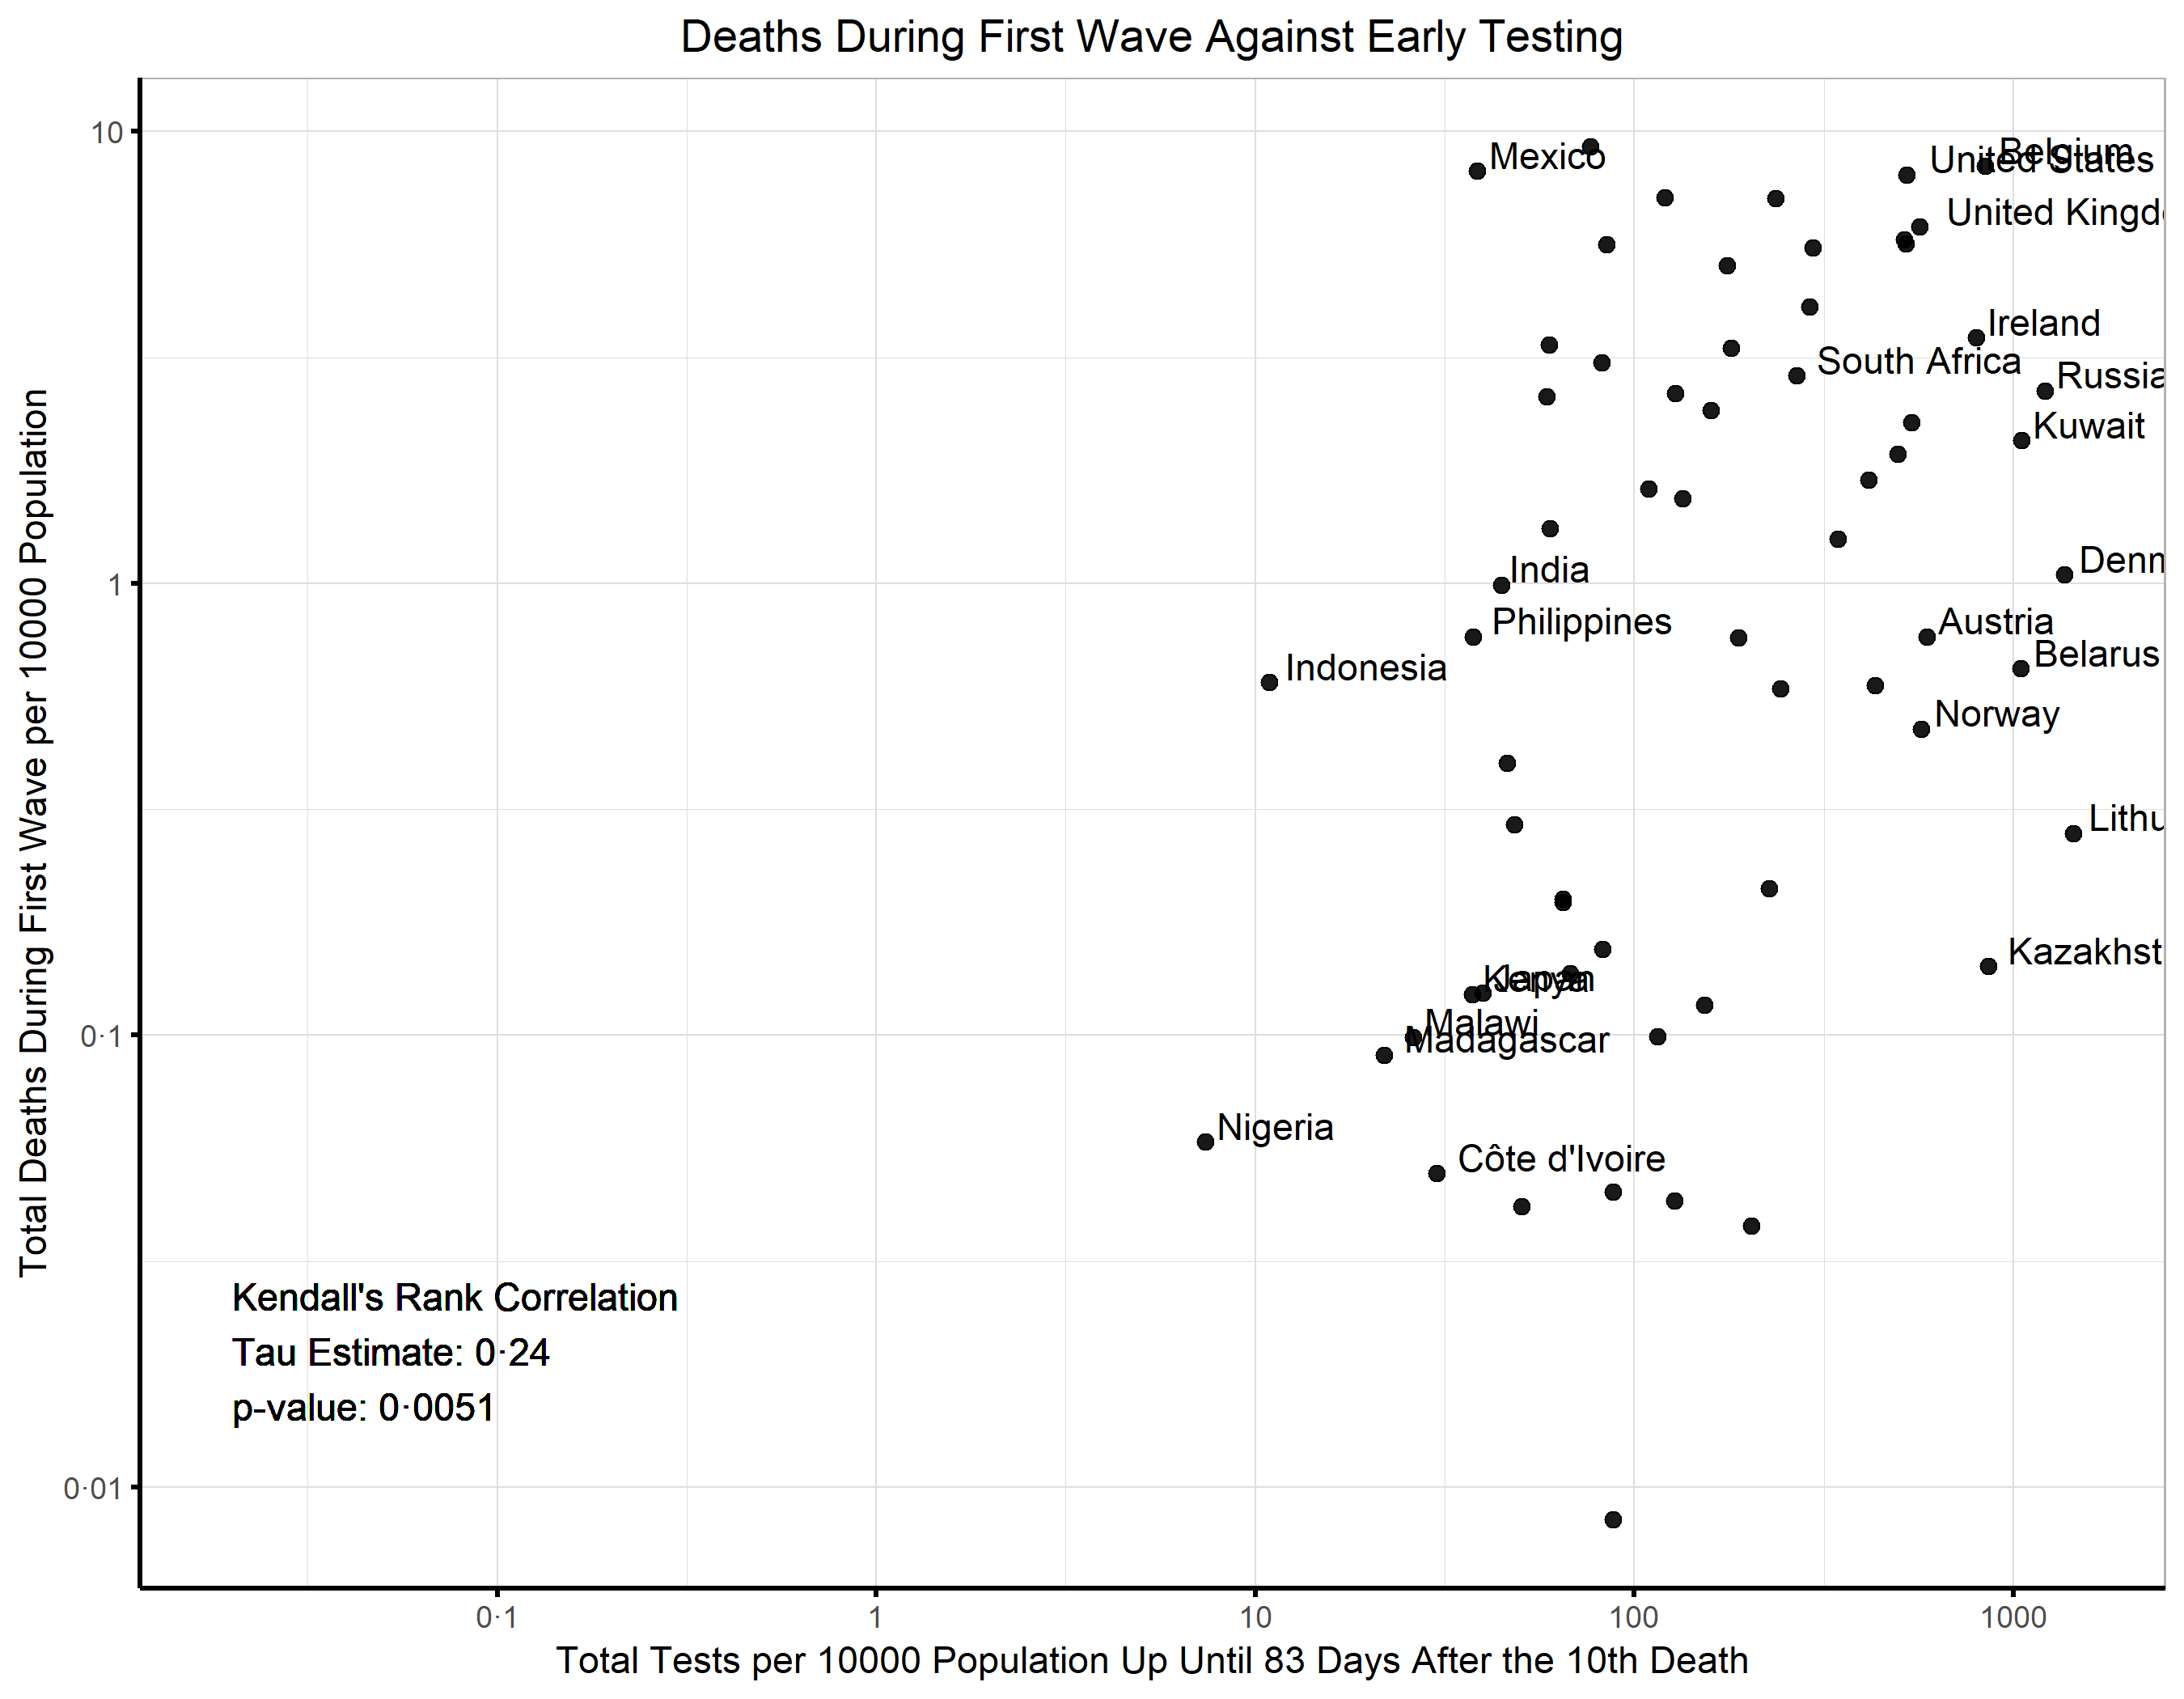 Deaths During First Wave Against Early Testing
Total Deaths During First Wave per 10000 Population
10
1
0·1
0·01
Mexico
Belgium
United States
United Kingd
Ireland
South Africa
Russia
Kuwait
India
Denn
Philippines
Austria
Indonesia
Belarus
Norway
Lithu
Kazakhst
Kenya
Japan
Malawi
Madagascar
Nigeria
Côte d'Ivoire
Kendall's Rank Correlation
Tau Estimate: 0·24
p-value: 0·0051
0·1
1
10
100
1000
Total Tests per 10000 Population Up Until 83 Days After the 10th Death